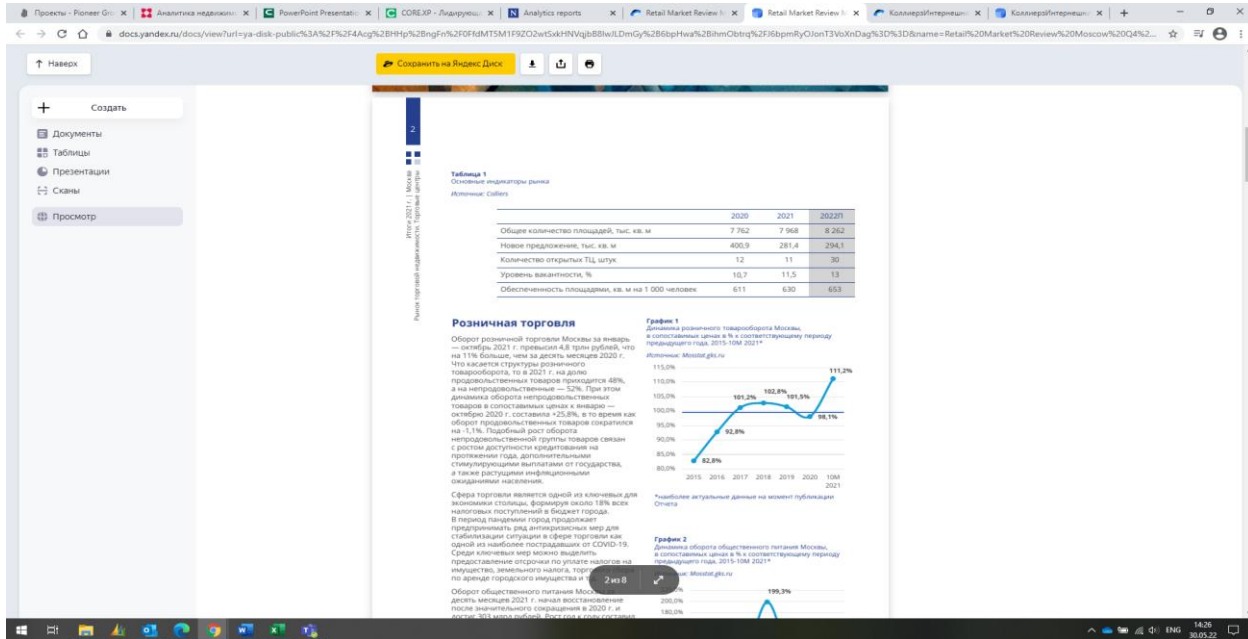 Проекты - Pioneer Gro
Аналитика недвижим
PowerPoint Presentatio
CORE.XP - Лидирующ
Analytics reports
Retail Market Review
Retail Market Review
КоллиерзИнтернешн
КоллиерзИнтернешн
Наверх
Сохранить на Яндекс Диск
+ Создать
Документы
Таблицы
Презентации
Сканы
Просмотр
2
Итоги 2021 г. | Москва
Рынок торговой недвижимости. Торговые центры
Таблица 1
Основные индикаторы рынка
Источник: Colliers
2020 2021 2022П
Общее количество площадей, тыс. кв. м 7 762 7 968 8 262
Новое предложение, тыс. кв. м 400,9 281,4 294,1
Количество открытых ТЦ, штук 12 11 30
Уровень вакантности, % 10,7 11,5 13
Обеспеченность площадями, кв. м на 1 000 человек 611 630 653
Розничная торговля
Оборот розничной торговли Москвы за январь
— октябрь 2021 г. превысил 4,8 трлн рублей, что
на 11% больше, чем за десять месяцев 2020 г.
Что касается структуры розничного
товарооборота, то в 2021 г. на долю
продовольственных товаров приходится 48%,
а на непродовольственные — 52%. При этом
динамика оборота непродовольственных
товаров в сопоставимых ценах к январю —
октябрю 2020 г. составила +25,8%, в то время как
оборот продовольственных товаров сократился
на -1,1%. Подобный рост оборота
непродовольственной группы товаров связан
с ростом доступности кредитования на
протяжении года, дополнительными
стимулирующими выплатами от государства,
а также растущими инфляционными
ожиданиями населения.
Сфера торговли является одной из ключевых для
экономики столицы, формируя около 18% всех
налоговых поступлений в бюджет города.
В период пандемии город продолжает
предпринимать ряд антикризисных мер для
стабилизации ситуации в сфере торговли как
одной из наиболее пострадавших от COVID-19.
Среди ключевых мер можно выделить
предоставление отсрочки по уплате налогов на
имущество, земельного налога,
по аренде городского имущества и
Оборот общественного питания
десять месяцев 2021 г. начал восстановление
после значительного сокращения в 2020 г. и
достиг 303 млрд рублей. Рост год к году составил
График 1
Динамика розничного товарооборота Москвы,
в сопоставимых ценах в % к соответствующему периоду
предыдущего года, 2015-10М 2021*
Источник: Mosstat.gks.ru
115,0%
110,0%
105,0%
100,0%
95,0%
90,0%
85,0%
80,0%
82,8%
92,8%
101,2%
102,8%
101,5%
98,1%
111,2%
2015 2016 2017 2018 2019 2020 10М
2021
*наиболее актуальные данные на момент публикации
Отчета
График 2
Динамика оборота общественного питания Москвы,
в сопоставимых ценах в % к соответствующему периоду
предыдущего года, 2015-10М 2021*
Mosstat.gks.ru
200,0%
180,0%
199,3%
2 из 8
ENG
14:26
30.05.22